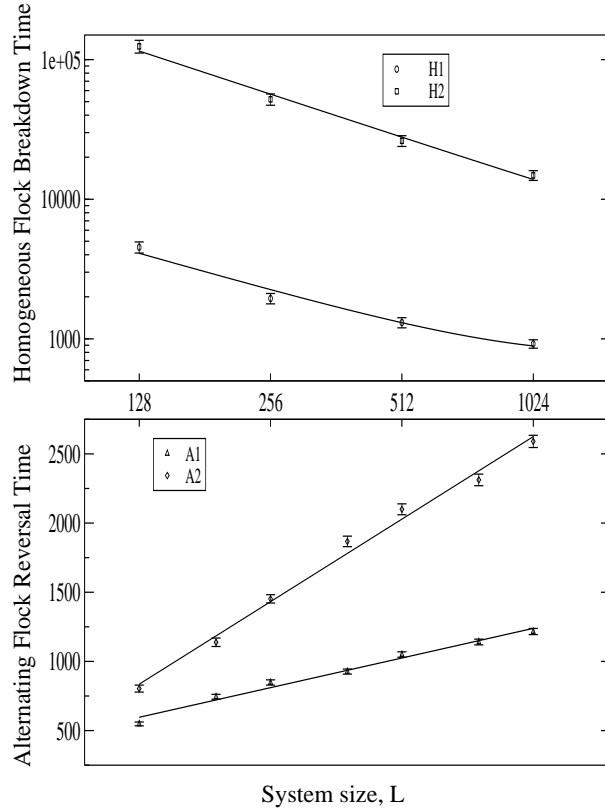 Homogeneous Flock Breakdown Time
1e+05
10000
1000
H1
H2
128
256
512
1024
Alternating Flock Reversal Time
2500
2000
1500
1000
500
A1
A2
System size, L